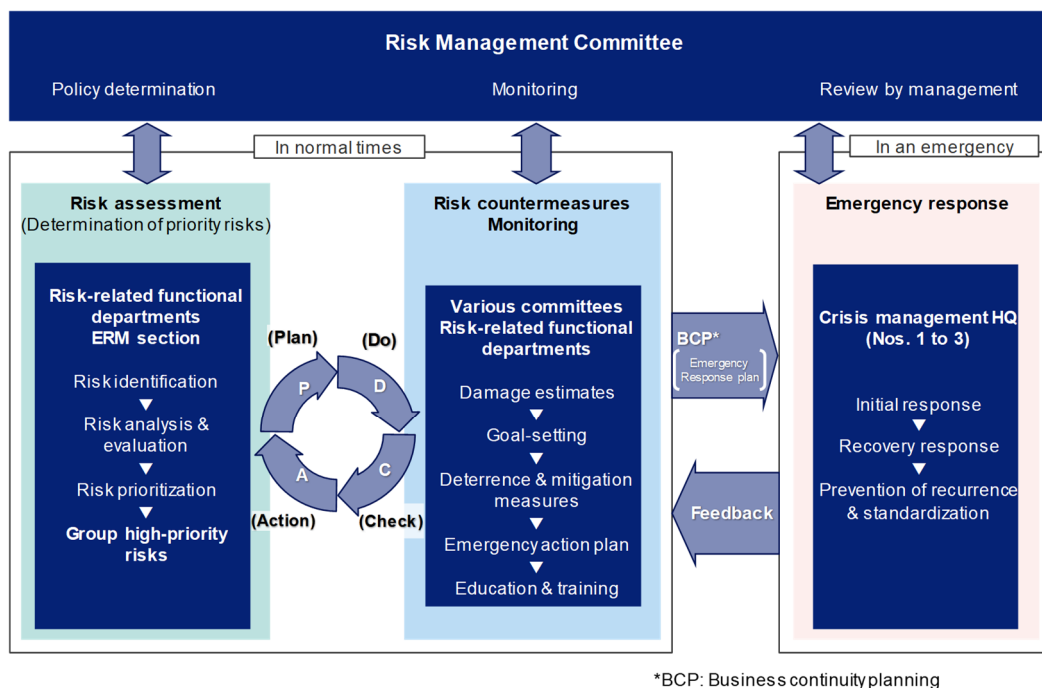 Risk Management Committee
Policy determination
Monitoring
Review by management
In normal times
In an emergency
Risk assessment
(Determination of priority risks)
Risk-related functional
departments
ERM section
Risk identification
Risk analysis &
evaluation
Risk prioritization
Group high-priority
risks
(Plan)
(Do)
P
D
A
C
(Action)
(Check)
Risk countermeasures
Monitoring
Various committees
Risk-related functional
departments
Damage estimates
Goal-setting
Deterrence & mitigation
measures
Emergency action plan
Education & training
BCP*
Emergency
Response plan
Feedback
Emergency response
Crisis management HQ
(Nos. 1 to 3)
Initial response
Recovery response
Prevention of recurrence
& standardization
*BCP: Business continuity planning